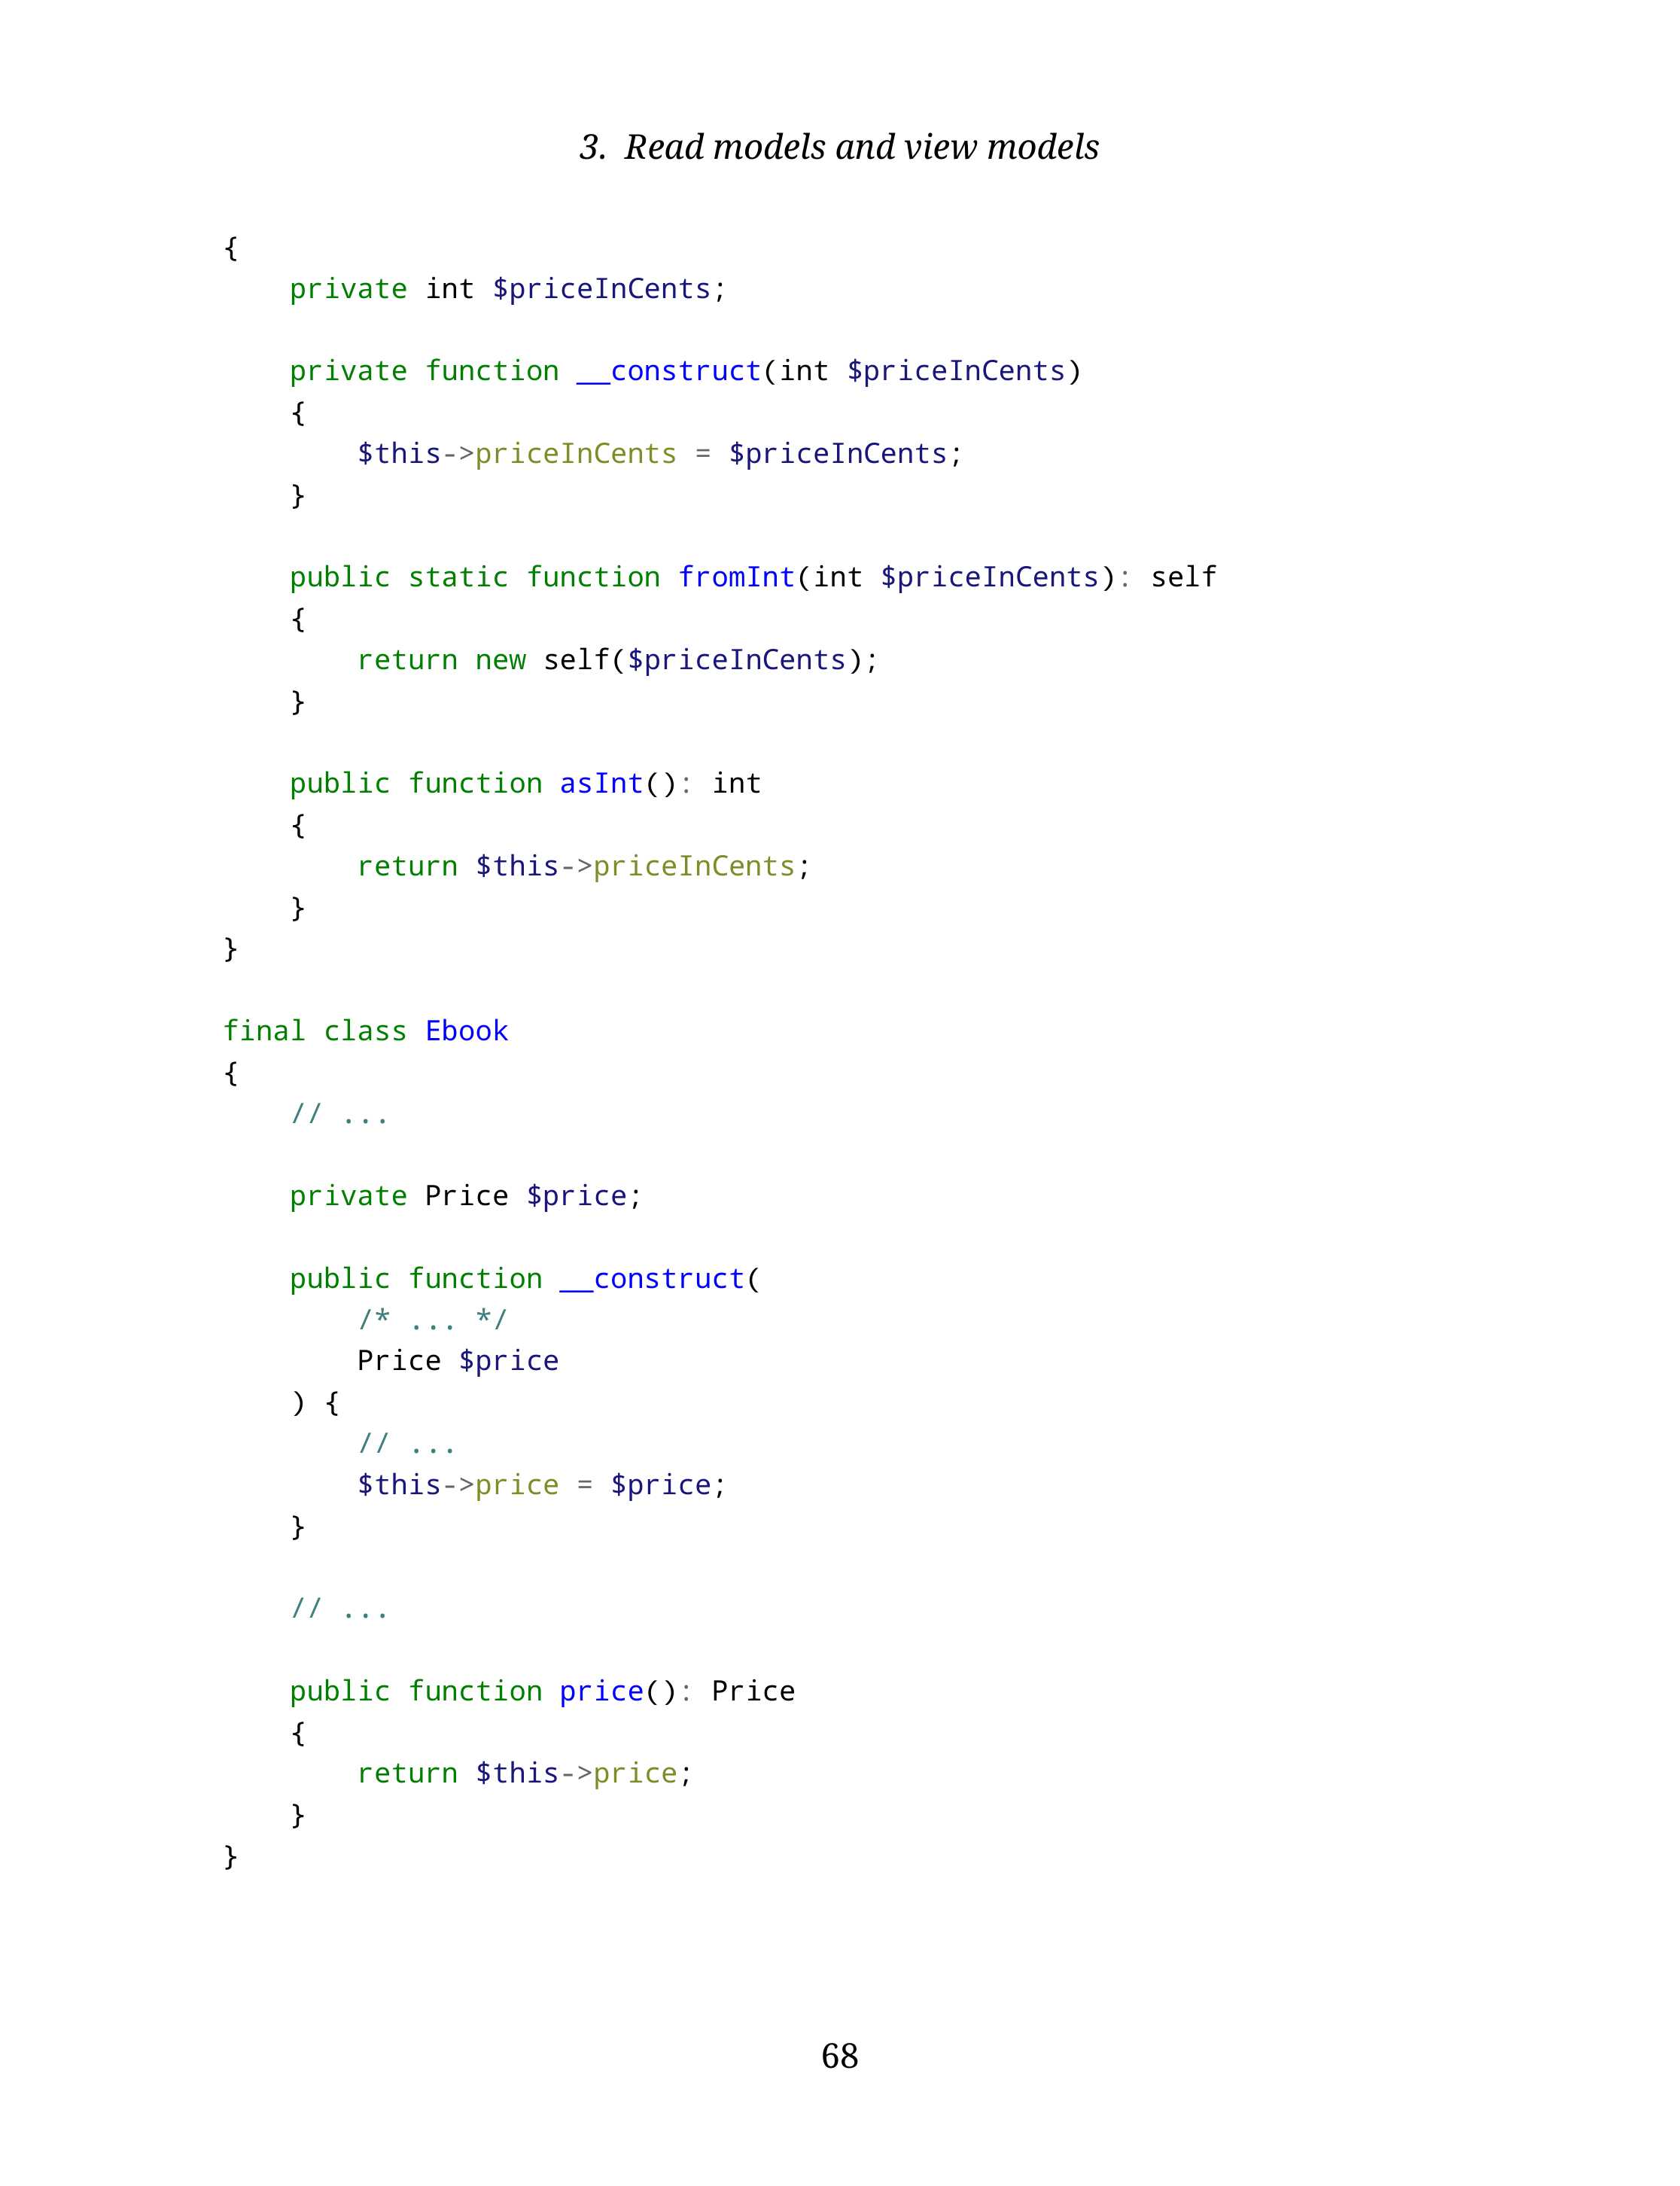 3. Read models and view models
{
    private int $priceInCents;

    private function __construct(int $priceInCents)
    {
        $this->priceInCents = $priceInCents;
    }

    public static function fromInt(int $priceInCents): self
    {
        return new self($priceInCents);
    }

    public function asInt(): int
    {
        return $this->priceInCents;
    }
}

final class Ebook
{
    // ...

    private Price $price;

    public function __construct(
        /* ... */
        Price $price
    ) {
        // ...
        $this->price = $price;
    }

    // ...

    public function price(): Price
    {
        return $this->price;
    }
}
68